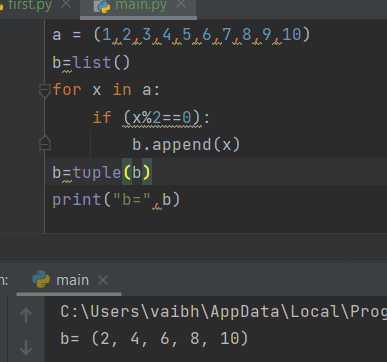 first.py
main.py
a = (1,2,3,4,5,6,7,8,9,10)
b=list()
for x in a:
    if (x%2==0):
        b.append(x)
b=tuple(b)
print("b=",b)
n:
main
C:\Users\vaibh\AppData\Local\Prog
b= (2, 4, 6, 8, 10)